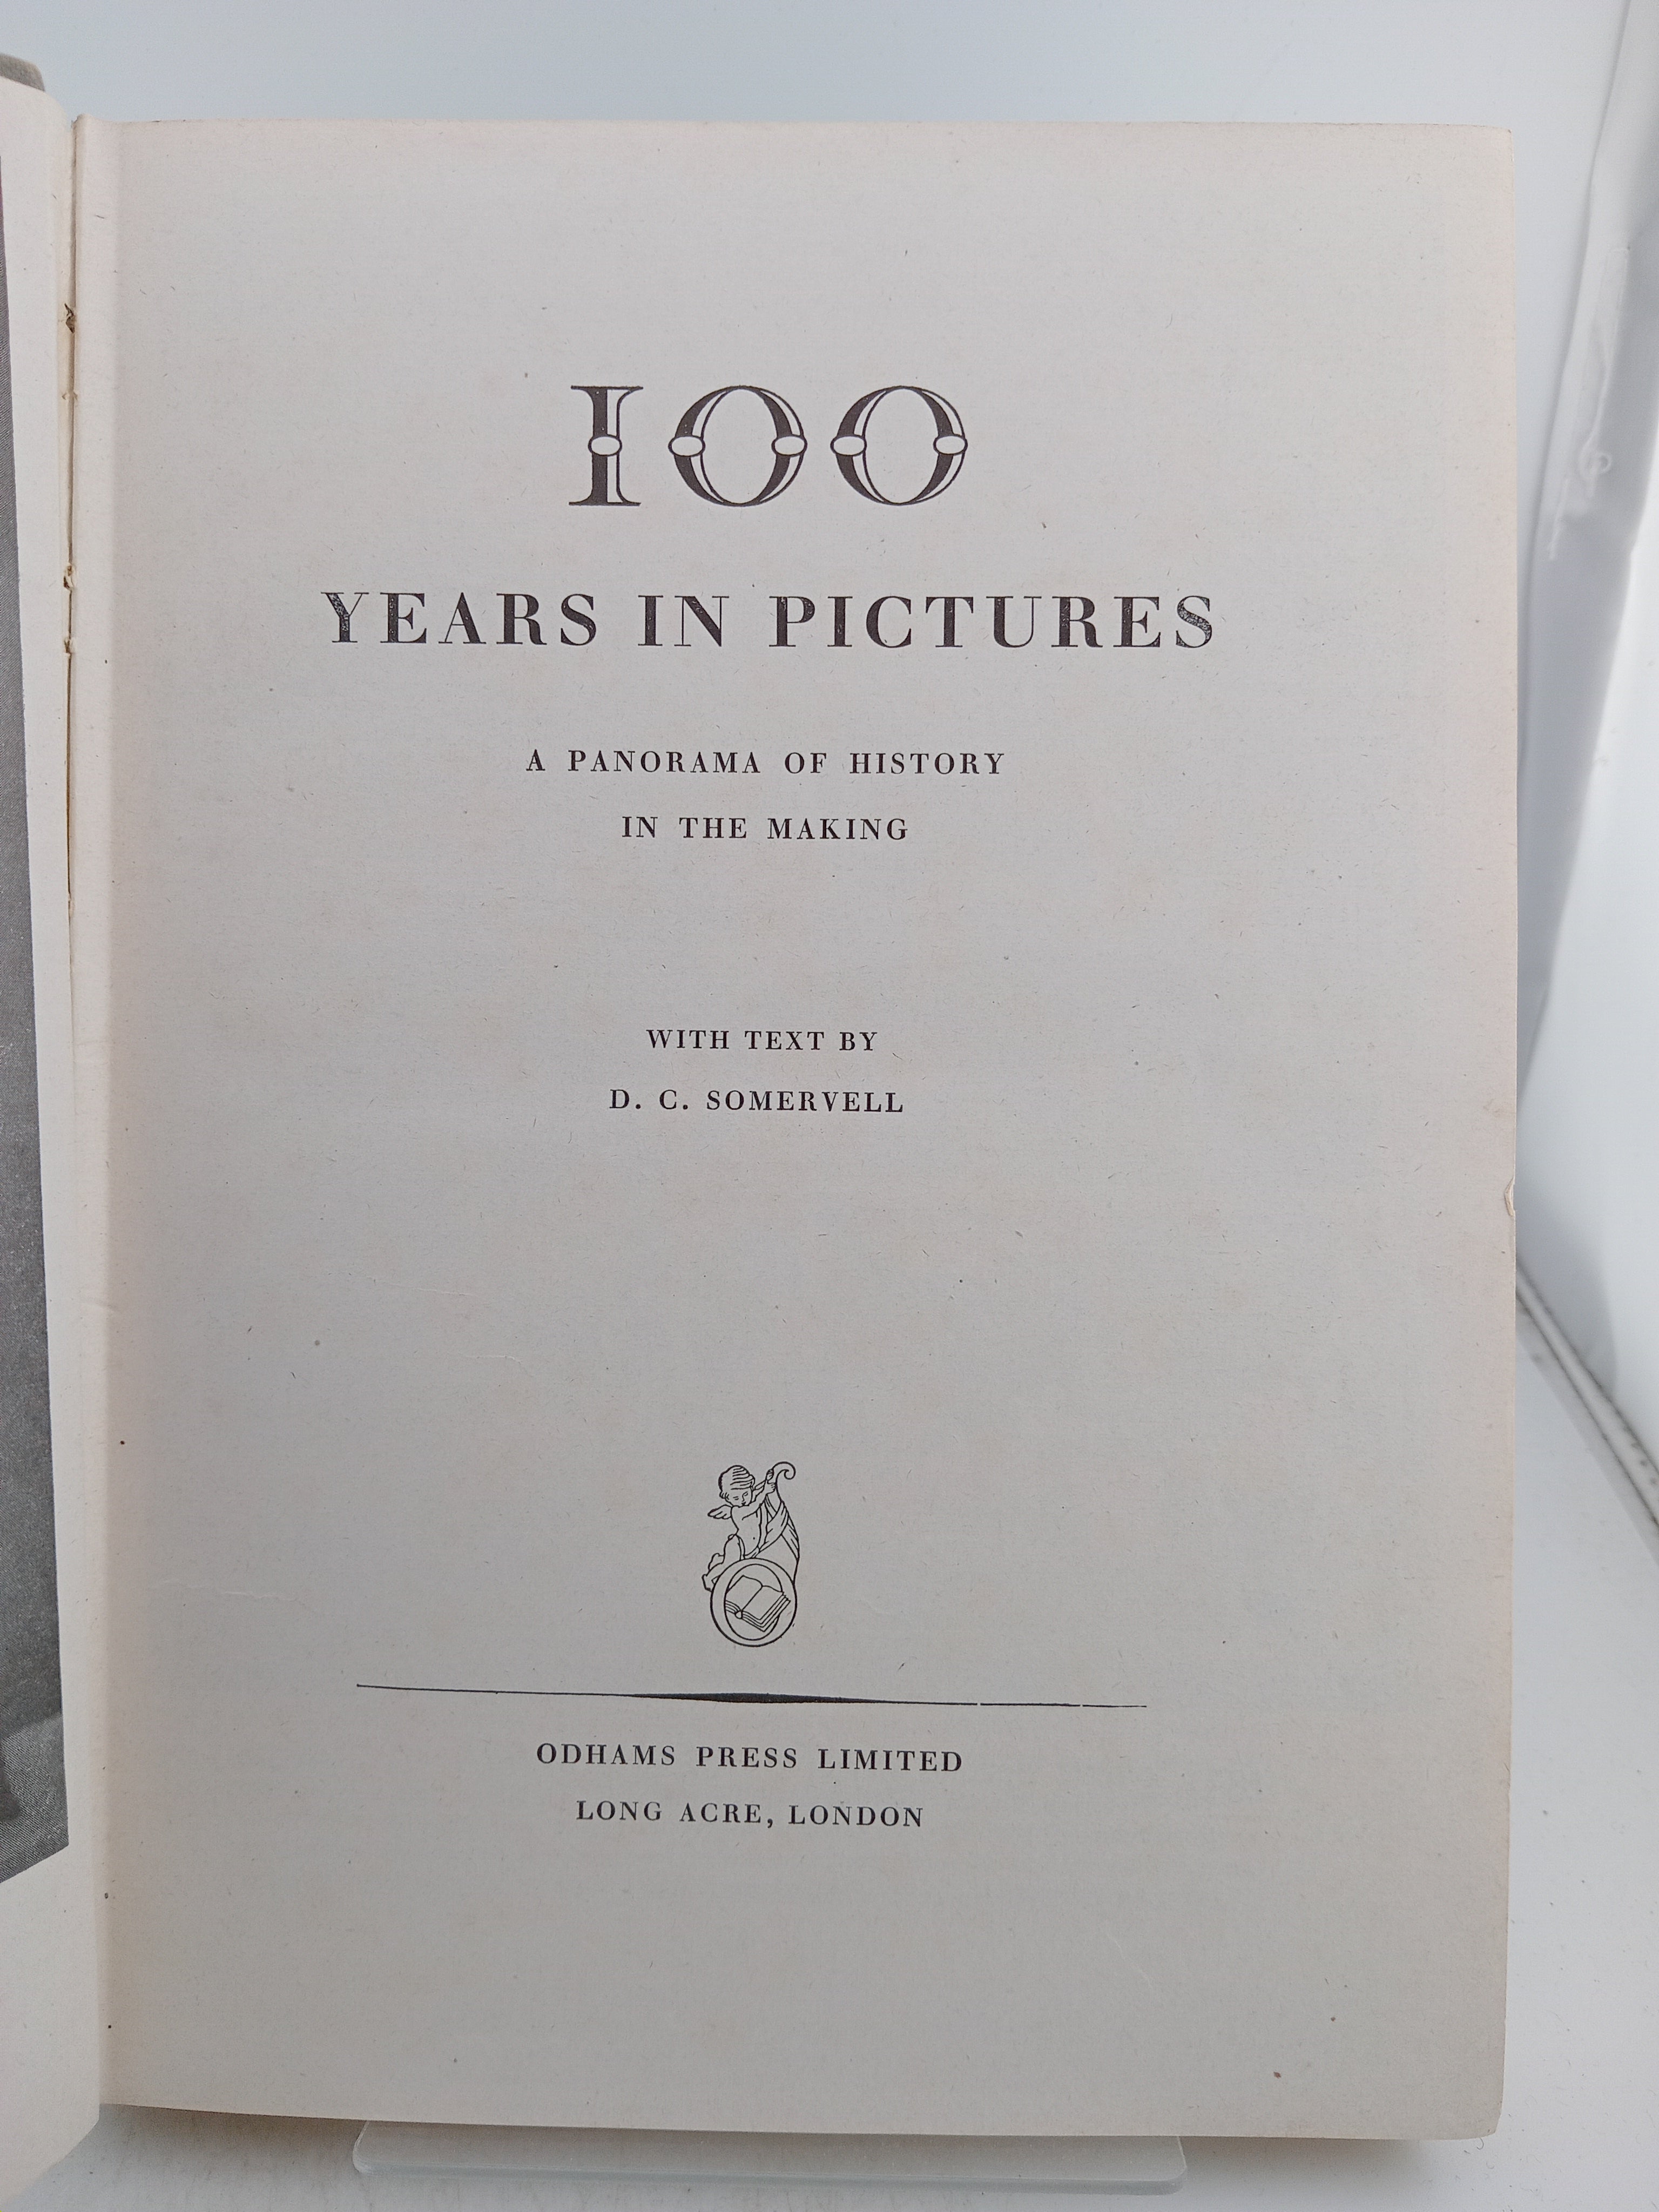 100
YEARS IN PICTURES
A PANORAMA OF HISTORY
IN THE MAKING
WITH TEXT BY
D. C. SOMERVELL
ODHAMS PRESS LIMITED
LONG ACRE, LONDON